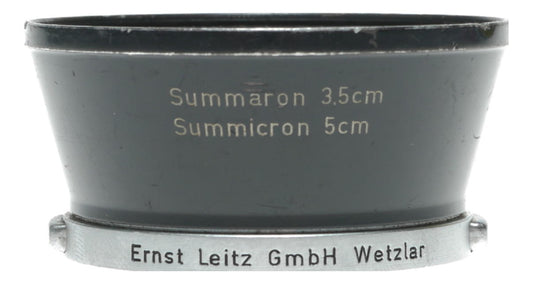 Summaron 3,5cm
Summicron 5cm
Ernst Leitz GmbH Wetzlar